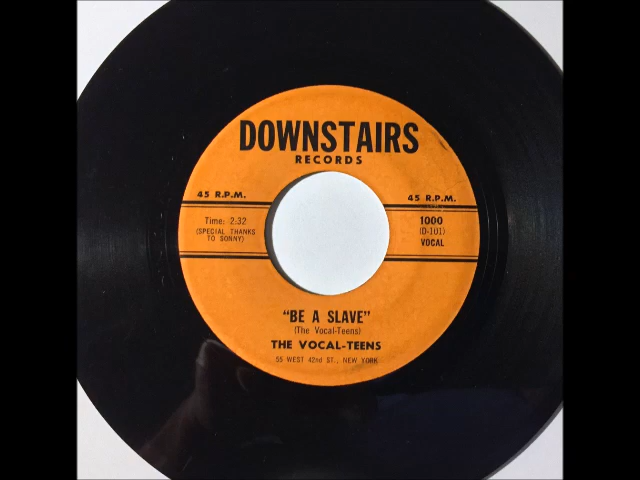 DOWNSTAIRS
RECORDS
45 R.P.M.
45 R.P.M.
Time: 2:32
(SPECIAL THANKS
TO SONNY)
1000
(D-101)
VOCAL
"BE A SLAVE"
(The Vocal-Teens)
THE VOCAL-TEENS
55 WEST 42nd ST., NEW YORK